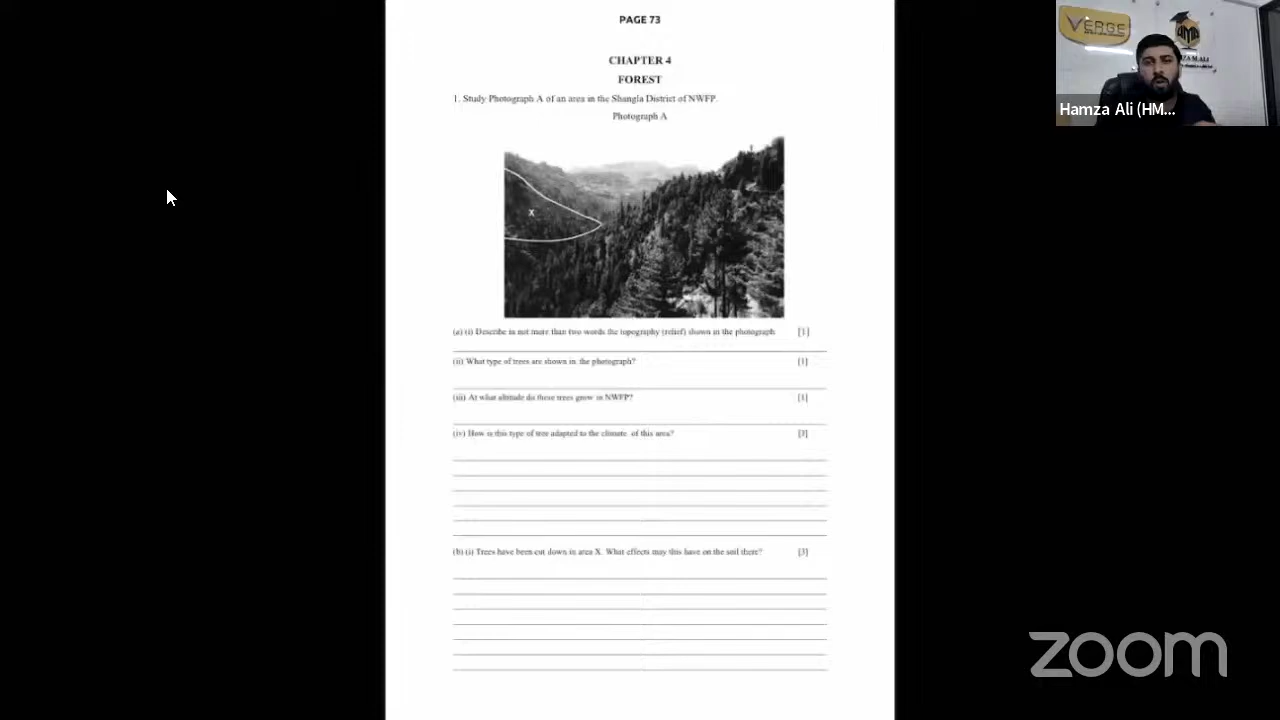 PAGE 73
CHAPTER 4
FOREST
1. Study Photograph A of an area in the Shangla District of NWFP.
Photograph A
X
(a) (i) Describe in not more than two words the topography (relief) shown in the photograph [1]
(ii) What type of trees are shown in the photograph? [1]
(iii) At what altitude do these trees grow in NWFP? [1]
(iv) How is this type of tree adapted to the climate of this area? [3]
(b) (i) Trees have been cut down in area X. What effects may this have on the soil there? [3]
VERGE
Hamza Ali (HM...
zoom